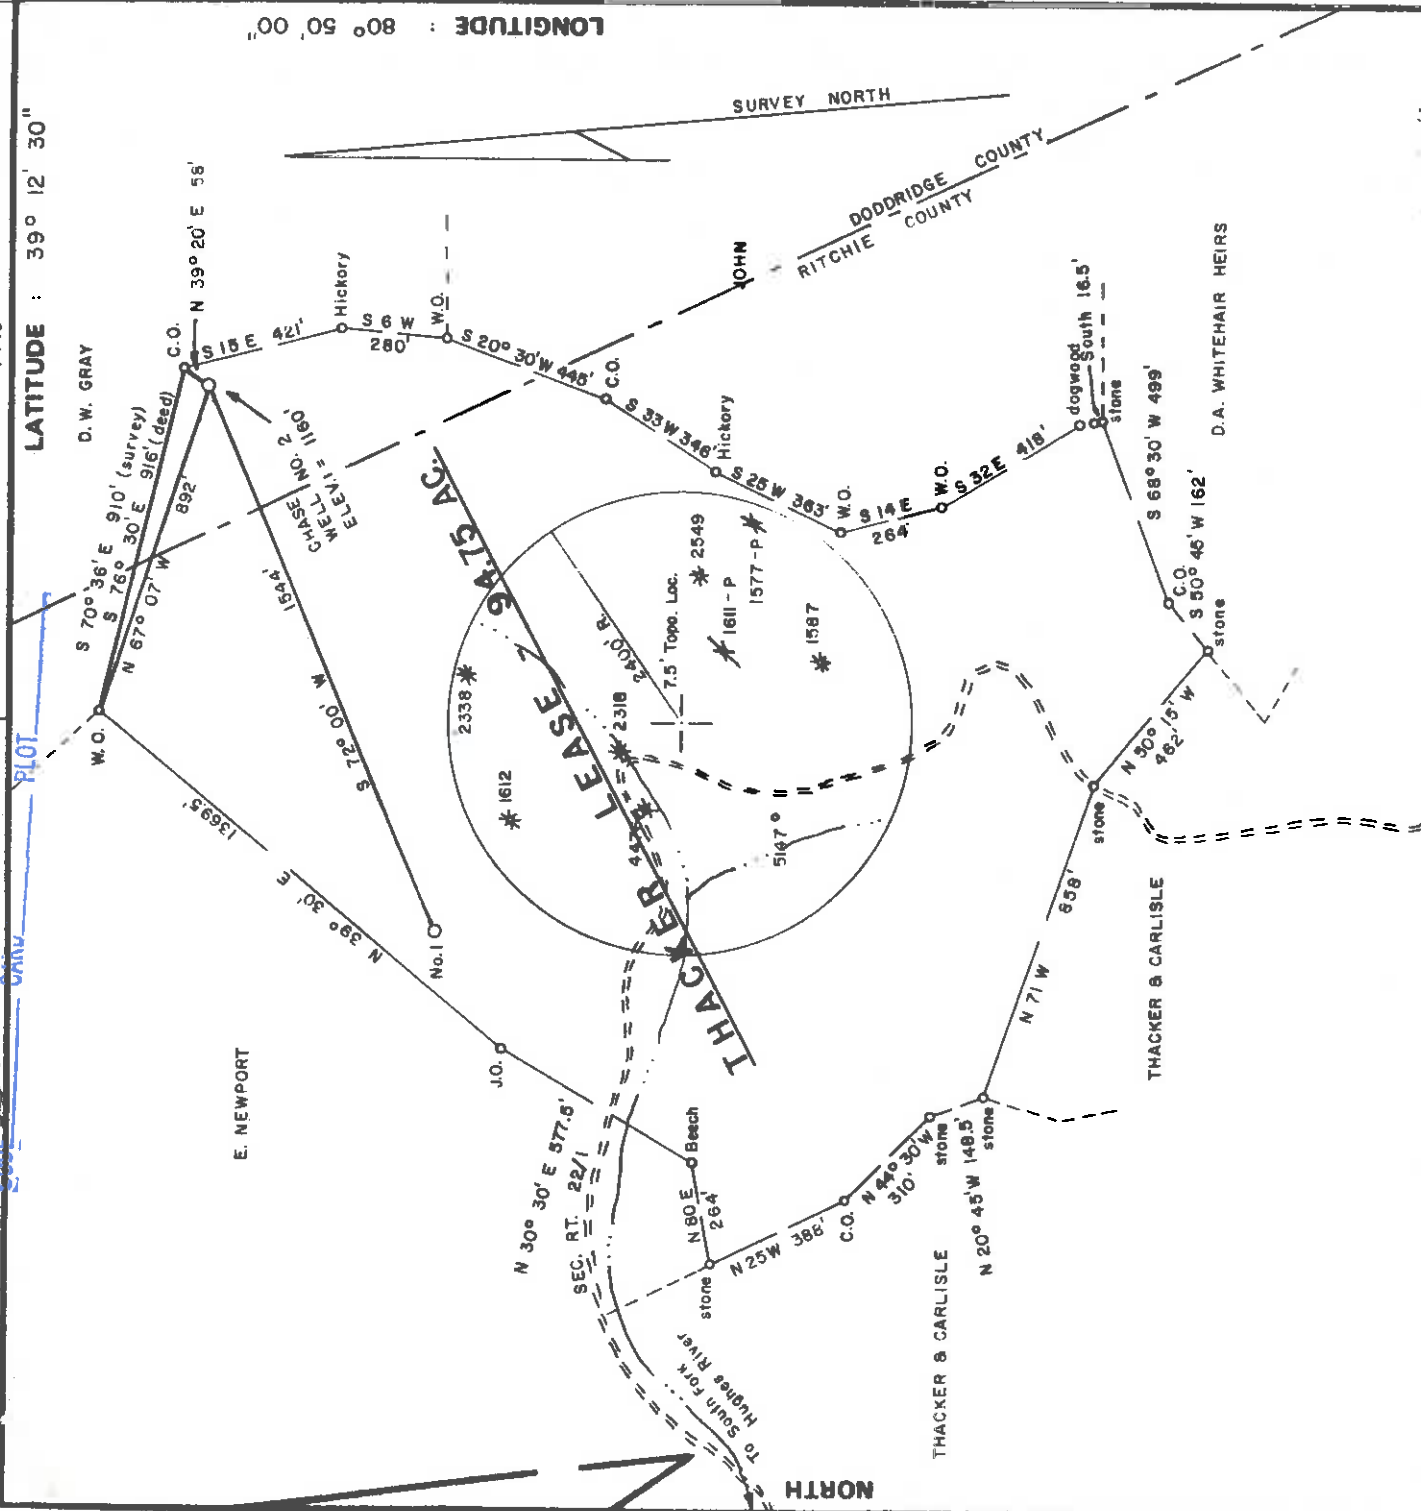 LONGITUDE : 80° 50' 00"
LATITUDE : 39° 12' 30"
SURVEY NORTH
DODDRIDGE COUNTY
RITCHIE COUNTY
JOHN
D.W. GRAY
C.O.
N 39° 20' E 58'
S 15 E 421'
Hickory
S 6 W
280'
W.O.
S 20° 30' W 445'
C.O.
S 33 W 346'
Hickory
S 25 W 363'
W.O.
S 14 E
264'
W.O.
S 32 E 418'
dogwood
South 16.5'
stone
D.A. WHITEHAIR HEIRS
S 68° 30' W 499'
C.O.
S 50° 45' W 162'
stone
N 50° 15' W
462'
stone
858'
N 71 W
THACKER & CARLISLE
stone
N 20° 45' W 148.5'
stone
N 44° 30' W
310'
C.O.
N 25 W 388'
stone
N 80 E
264'
Beech
N 30° 30' E 577.5'
J.O.
N 39° 30' E
1369.5'
W.O.
S 70° 36' E 910' (survey)
S 76° 30' E 916' (deed)
N 67° 07' W
892'
CHASE
WELL NO. 2
ELEV. = 1160'
1544'
S 72° 00' W
No. 1
E. NEWPORT
THACKER LEASE 94.75 AC.
2400' R.
7.5' Topo. Loc.
2338
1612
2318
447
2549
1611-P
1577-P
1587
5147
SEC. RT. 22/1
To South Fork
Hughes River
THACKER & CARLISLE
NORTH
PLOT